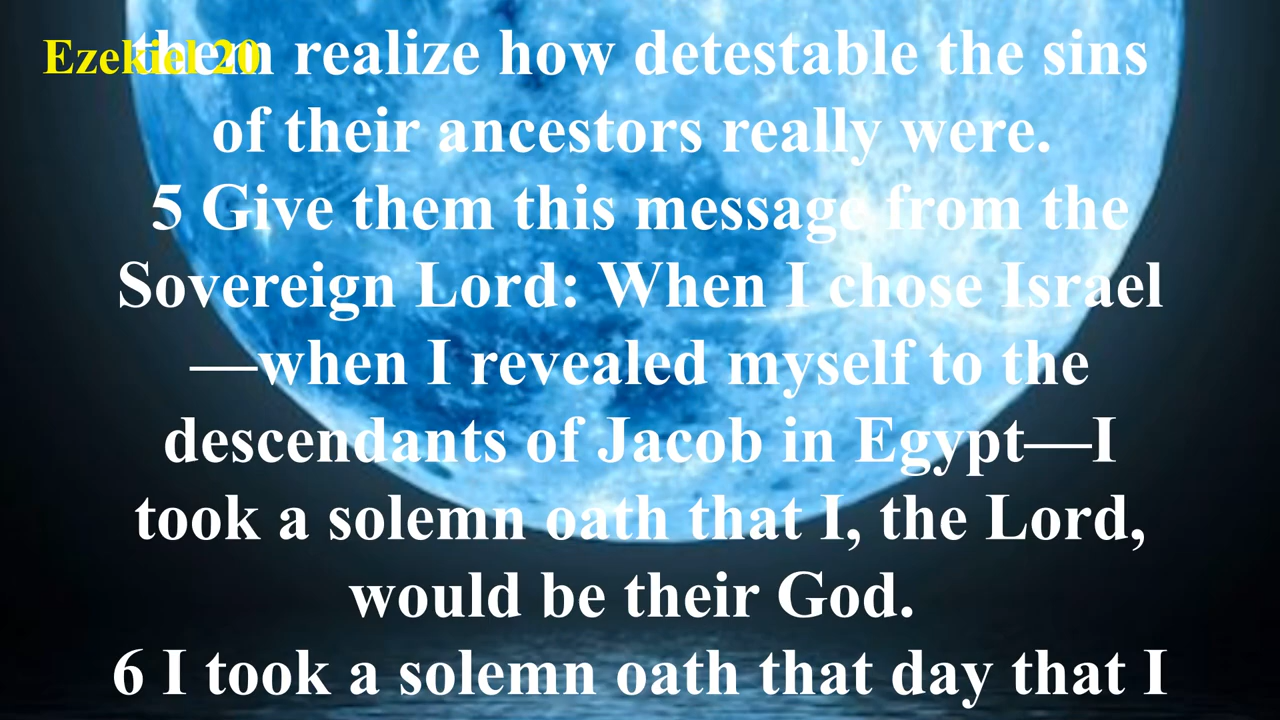 Ezekiel 20
them realize how detestable the sins
of their ancestors really were.
5 Give them this message from the
Sovereign Lord: When I chose Israel
—when I revealed myself to the
descendants of Jacob in Egypt—I
took a solemn oath that I, the Lord,
would be their God.
6 I took a solemn oath that day that I